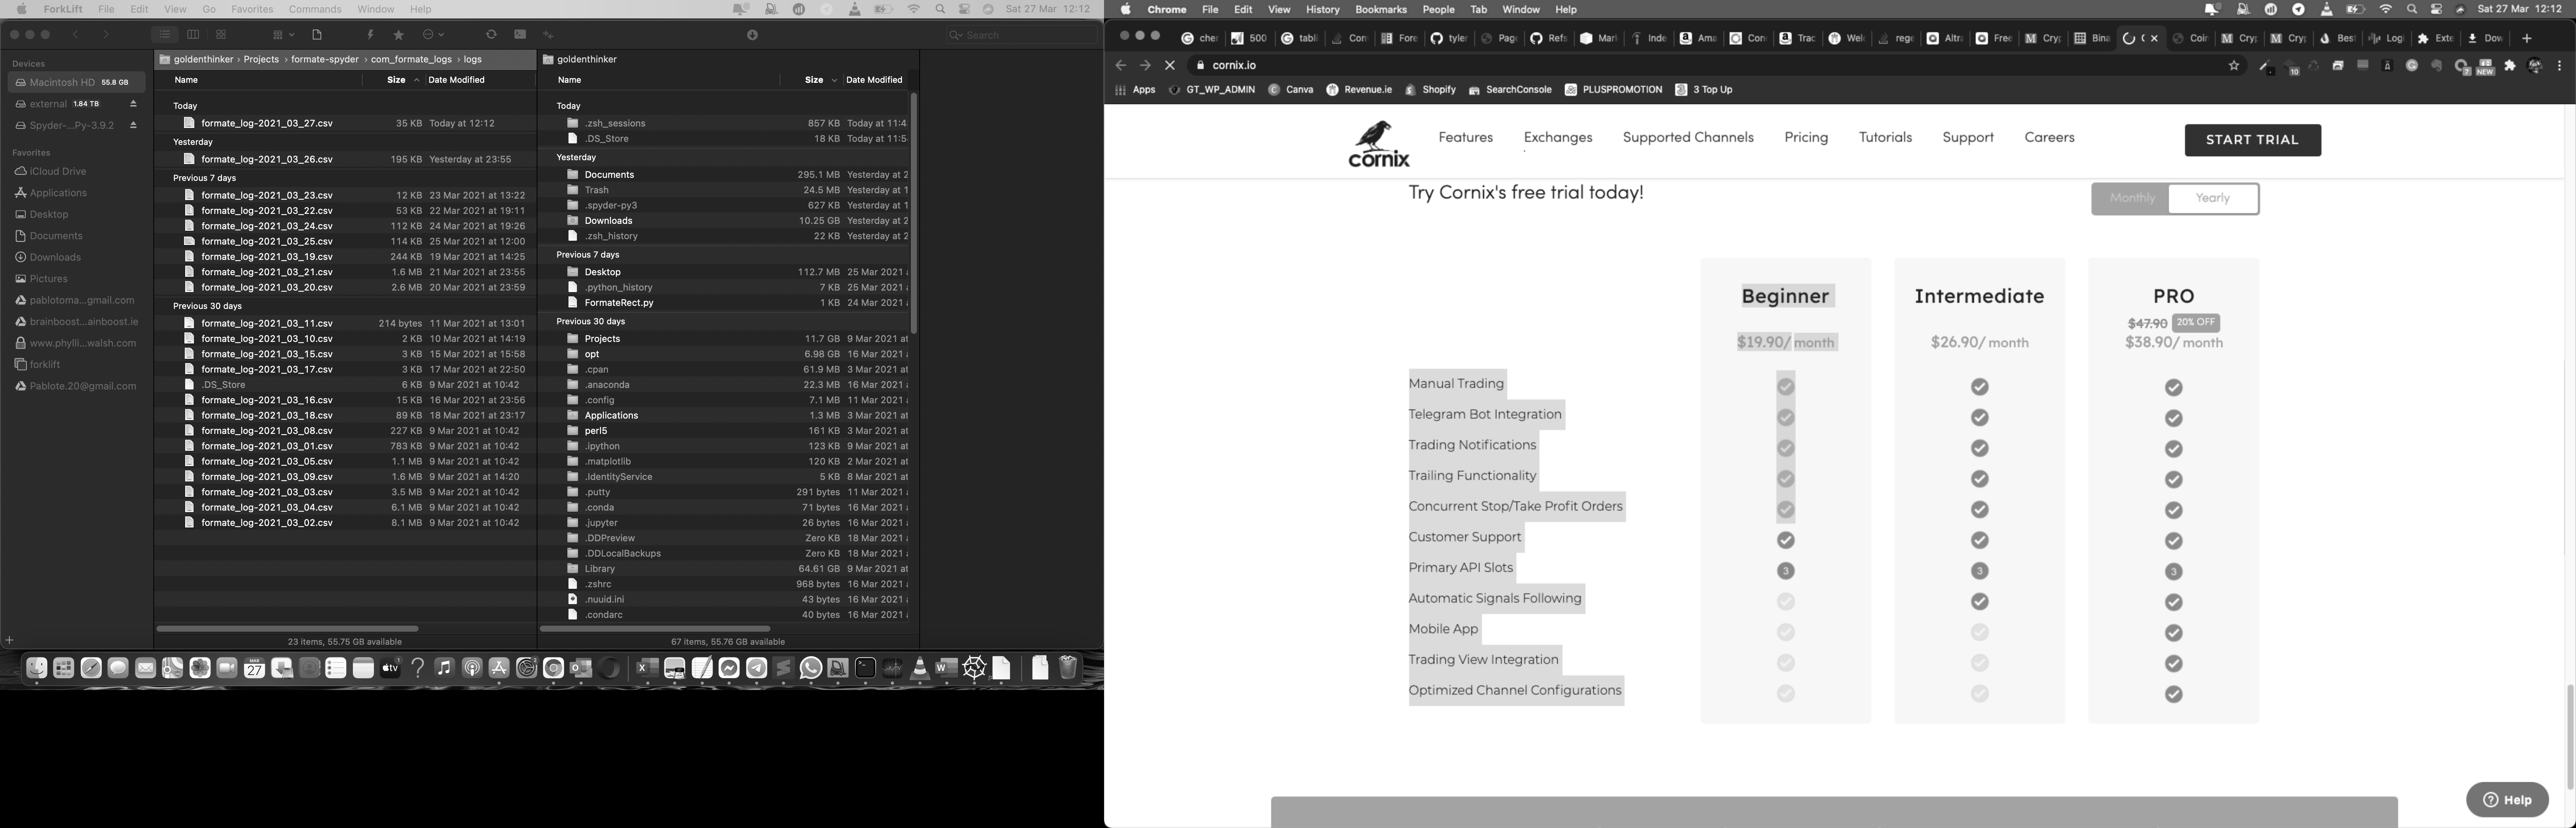 ForkLift File Edit View Go Favorites Commands Window Help Sat 27 Mar 12:12
Search
Devices
Macintosh HD 55.8 GB
external 1.84 TB
Spyder-...Py-3.9.2
Favorites
iCloud Drive
Applications
Desktop
Documents
Downloads
Pictures
pablotoma...gmail.com
brainboost...ainboost.ie
www.phylli...walsh.com
forklift
Pablote.20@gmail.com
goldenthinker › Projects › formate-spyder › com_formate_logs › logs
Name Size Date Modified
Today
formate_log-2021_03_27.csv 35 KB Today at 12:12
Yesterday
formate_log-2021_03_26.csv 195 KB Yesterday at 23:55
Previous 7 days
formate_log-2021_03_23.csv 12 KB 23 Mar 2021 at 13:22
formate_log-2021_03_22.csv 53 KB 22 Mar 2021 at 19:11
formate_log-2021_03_24.csv 112 KB 24 Mar 2021 at 19:26
formate_log-2021_03_25.csv 114 KB 25 Mar 2021 at 12:00
formate_log-2021_03_19.csv 244 KB 19 Mar 2021 at 14:25
formate_log-2021_03_21.csv 1.6 MB 21 Mar 2021 at 23:55
formate_log-2021_03_20.csv 2.6 MB 20 Mar 2021 at 23:59
Previous 30 days
formate_log-2021_03_11.csv 214 bytes 11 Mar 2021 at 13:01
formate_log-2021_03_10.csv 2 KB 10 Mar 2021 at 14:19
formate_log-2021_03_15.csv 3 KB 15 Mar 2021 at 15:58
formate_log-2021_03_17.csv 3 KB 17 Mar 2021 at 22:50
.DS_Store 6 KB 9 Mar 2021 at 10:42
formate_log-2021_03_16.csv 15 KB 16 Mar 2021 at 23:56
formate_log-2021_03_18.csv 89 KB 18 Mar 2021 at 23:17
formate_log-2021_03_08.csv 227 KB 9 Mar 2021 at 10:42
formate_log-2021_03_01.csv 783 KB 9 Mar 2021 at 10:42
formate_log-2021_03_05.csv 1.1 MB 9 Mar 2021 at 10:42
formate_log-2021_03_09.csv 1.6 MB 9 Mar 2021 at 14:20
formate_log-2021_03_03.csv 3.5 MB 9 Mar 2021 at 10:42
formate_log-2021_03_04.csv 6.1 MB 9 Mar 2021 at 10:42
formate_log-2021_03_02.csv 8.1 MB 9 Mar 2021 at 10:42
23 items, 55.75 GB available
goldenthinker
Name Size Date Modified
Today
.zsh_sessions 857 KB Today at 11:4
.DS_Store 18 KB Today at 11:5
Yesterday
Documents 295.1 MB Yesterday at 2
Trash 24.5 MB Yesterday at 1
.spyder-py3 627 KB Yesterday at 1
Downloads 10.25 GB Yesterday at 2
.zsh_history 22 KB Yesterday at 2
Previous 7 days
Desktop 112.7 MB 25 Mar 2021
.python_history 7 KB 25 Mar 2021
FormateRect.py 1 KB 24 Mar 2021
Previous 30 days
Projects 11.7 GB 9 Mar 2021 at
opt 6.98 GB 16 Mar 2021
.cpan 61.9 MB 3 Mar 2021 at
.anaconda 22.3 MB 16 Mar 2021
.config 7.1 MB 11 Mar 2021
Applications 1.3 MB 3 Mar 2021 at
perl5 161 KB 3 Mar 2021 at
.ipython 123 KB 9 Mar 2021 at
.matplotlib 120 KB 2 Mar 2021 at
.IdentityService 5 KB 8 Mar 2021 at
.putty 291 bytes 11 Mar 2021
.conda 71 bytes 16 Mar 2021
.jupyter 26 bytes 16 Mar 2021
.DDPreview Zero KB 18 Mar 2021
.DDLocalBackups Zero KB 18 Mar 2021
Library 64.61 GB 9 Mar 2021 at
.zshrc 968 bytes 16 Mar 2021
.nuuid.ini 43 bytes 16 Mar 2021
.condarc 40 bytes 16 Mar 2021
67 items, 55.76 GB available
Chrome File Edit View History Bookmarks People Tab Window Help Sat 27 Mar 12:12
cher 500 tabl Con Fore tyler Page Refs Mark Inde Ama Con Trac Welc rege Altra Free Cryp Bina Coin Cryp Cryp Best Logi Exte Dow
cornix.io
10 NEW
Apps GT_WP_ADMIN Canva Revenue.ie Shopify SearchConsole PLUSPROMOTION 3 Top Up
cornix Features Exchanges Supported Channels Pricing Tutorials Support Careers START TRIAL
Try Cornix's free trial today! Monthly Yearly
Beginner Intermediate PRO
$47.90 20% OFF
$19.90/ month $26.90/ month $38.90/ month
Manual Trading
Telegram Bot Integration
Trading Notifications
Trailing Functionality
Concurrent Stop/Take Profit Orders
Customer Support
Primary API Slots 3 3 3
Automatic Signals Following
Mobile App
Trading View Integration
Optimized Channel Configurations
Help